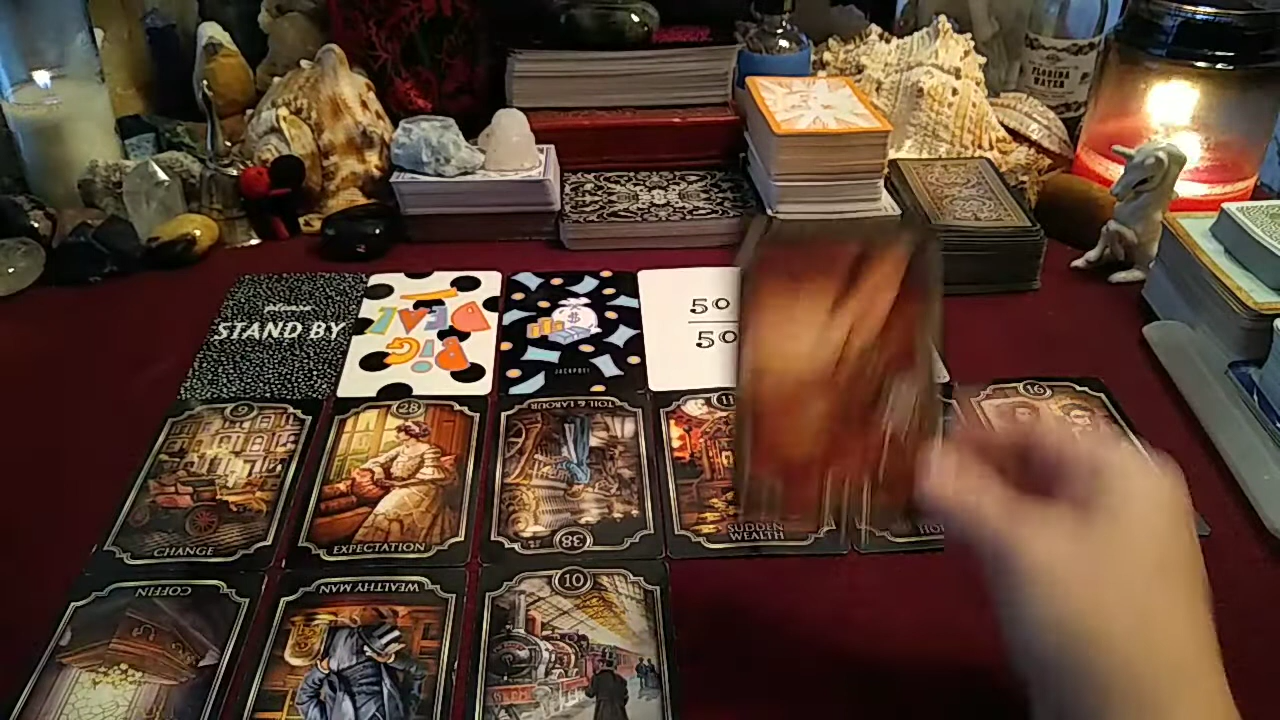 FLORIDA
WATER
STAND BY
BIG
DEAL
JACKPOT!
50
50
9
CHANGE
28
EXPECTATION
TOIL & LABOUR
38
11
SUDDEN
WEALTH
HO
16
COFFIN
WEALTHY MAN
10